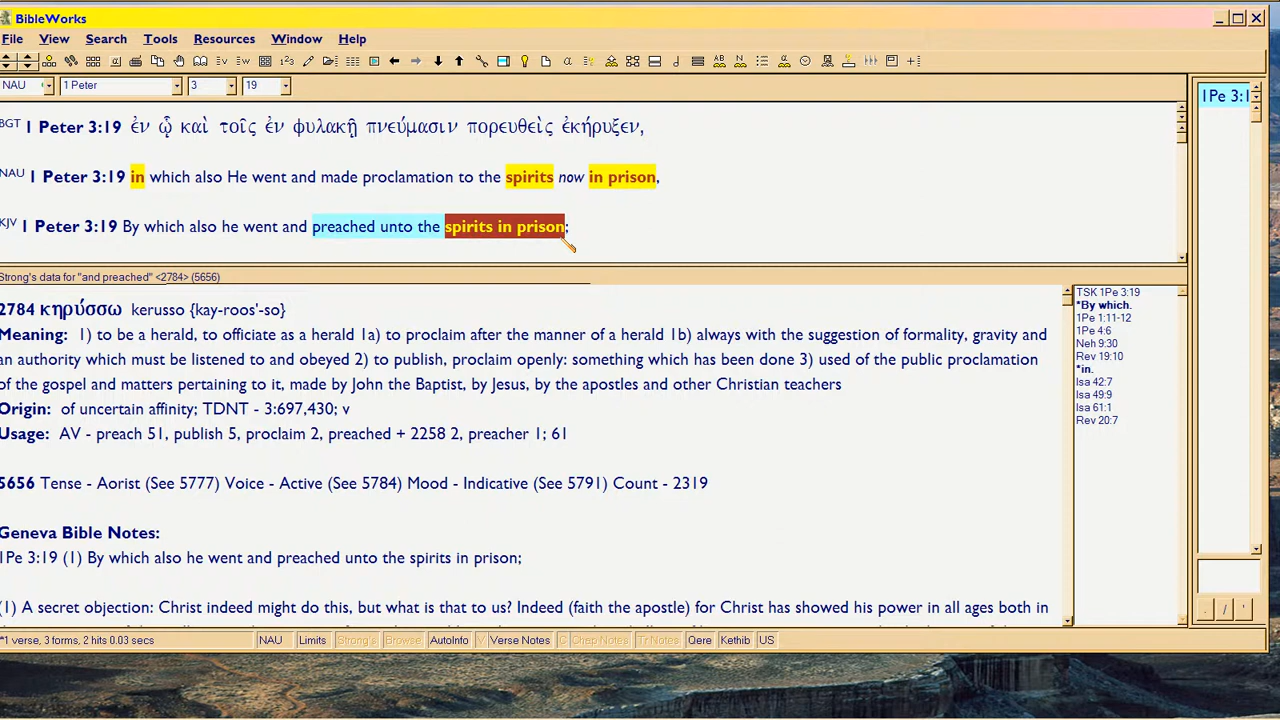 BibleWorks
File View Search Tools Resources Window Help
NAU 1 Peter 3 19
1Pe 3:1
BGT 1 Peter 3:19 ἐν ᾧ καὶ τοῖς ἐν φυλακῇ πνεύμασιν πορευθεὶς ἐκήρυξεν,
NAU 1 Peter 3:19 in which also He went and made proclamation to the spirits now in prison,
KJV 1 Peter 3:19 By which also he went and preached unto the spirits in prison;
Strong's data for "and preached" <2784> (5656)
2784 κηρύσσω kerusso {kay-roos'-so}
Meaning: 1) to be a herald, to officiate as a herald 1a) to proclaim after the manner of a herald 1b) always with the suggestion of formality, gravity and
an authority which must be listened to and obeyed 2) to publish, proclaim openly: something which has been done 3) used of the public proclamation
of the gospel and matters pertaining to it, made by John the Baptist, by Jesus, by the apostles and other Christian teachers
Origin: of uncertain affinity; TDNT - 3:697,430; v
Usage: AV - preach 51, publish 5, proclaim 2, preached + 2258 2, preacher 1; 61
5656 Tense - Aorist (See 5777) Voice - Active (See 5784) Mood - Indicative (See 5791) Count - 2319
Geneva Bible Notes:
1Pe 3:19 (1) By which also he went and preached unto the spirits in prison;
(1) A secret objection: Christ indeed might do this, but what is that to us? Indeed (faith the apostle) for Christ has showed his power in all ages both in
TSK 1Pe 3:19
*By which.
1Pe 1:11-12
1Pe 4:6
Neh 9:30
Rev 19:10
*in.
Isa 42:7
Isa 49:9
Isa 61:1
Rev 20:7
. / '
*1 verse, 3 forms, 2 hits 0.03 secs NAU Limits Strong's Browse AutoInfo V Verse Notes C Chap Notes Tr Notes Qere Kethib US